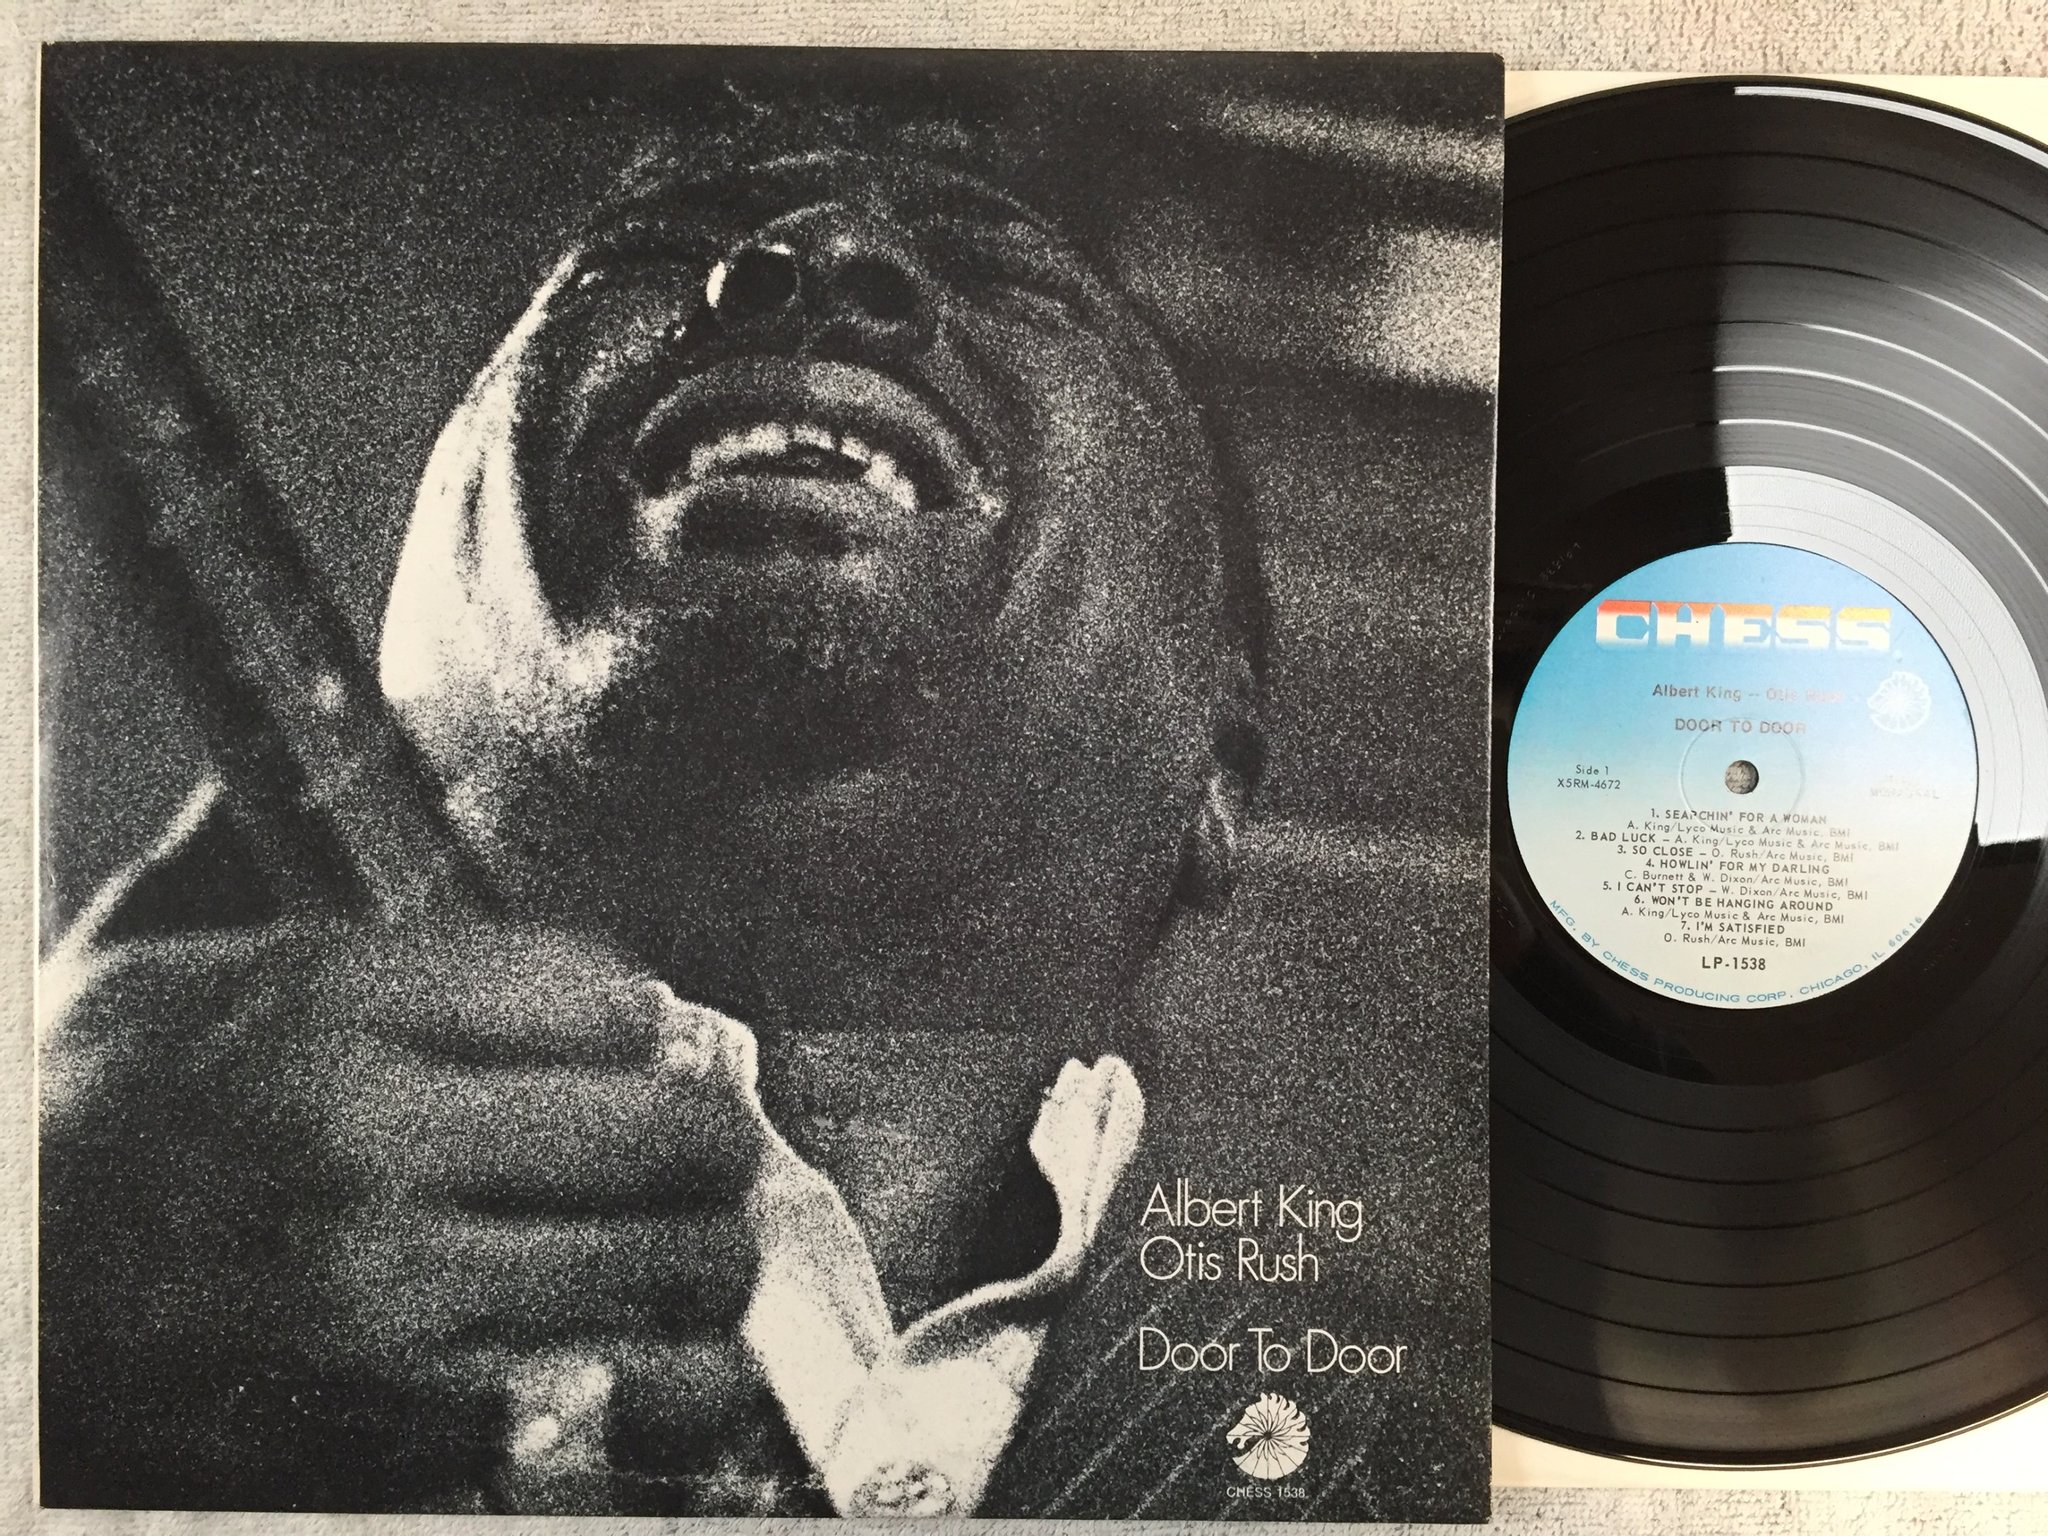 Albert King
Otis Rush
Door To Door
CHESS 1538
CHESS
Albert King -- Otis Rush
DOOR TO DOOR
Side 1
X5RM-4672
1. SEARCHIN' FOR A WOMAN
A. King/Lyco Music & Arc Music, BMI
2. BAD LUCK – A. King/Lyco Music & Arc Music, BMI
3. SO CLOSE – O. Rush/Arc Music, BMI
4. HOWLIN' FOR MY DARLING
C. Burnett & W. Dixon/Arc Music, BMI
5. I CAN'T STOP – W. Dixon/Arc Music, BMI
6. WON'T BE HANGING AROUND
A. King/Lyco Music & Arc Music, BMI
7. I'M SATISFIED
O. Rush/Arc Music, BMI
LP-1538
MFG. BY CHESS PRODUCING CORP. CHICAGO, IL 60616